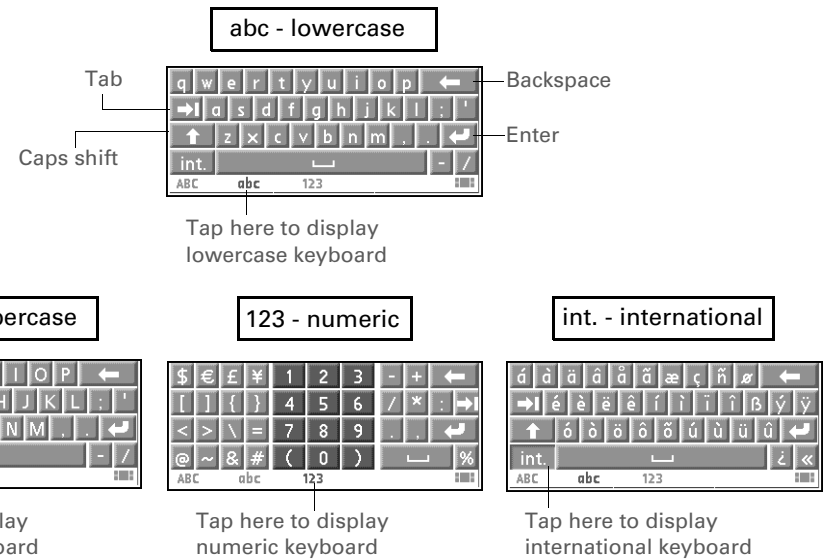 abc - lowercase
Tab
Backspace
q w e r t y u i o p
a s d f g h j k l ; '
z x c v b n m , .
Enter
Caps shift
int. - /
ABC abc 123
Tap here to display
lowercase keyboard
percase
123 - numeric
int. - international
I O P
H J K L ; '
N M , .
- /
$ € £ ¥ 1 2 3 - +
[ ] { } 4 5 6 / * :
< > \ = 7 8 9 . ,
@ ~ & # ( 0 ) %
ABC abc 123
á à ä â å ã æ ç ñ ø
é è ë ê í ì ï î ß ý ÿ
ó ò ö ô õ ú ù ü û
int. ¿ «
ABC abc 123
lay
oard
Tap here to display
numeric keyboard
Tap here to display
international keyboard